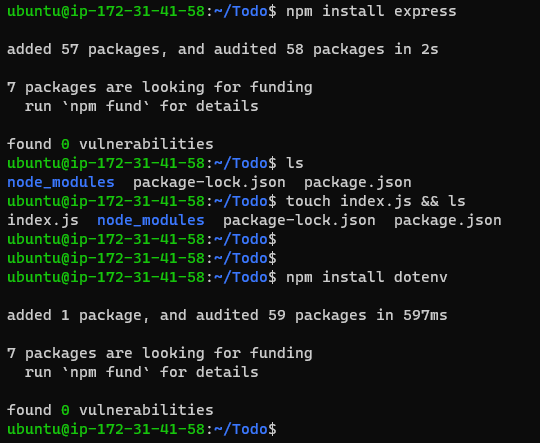 ubuntu@ip-172-31-41-58:~/Todo$ npm install express
added 57 packages, and audited 58 packages in 2s
7 packages are looking for funding
  run `npm fund` for details
found 0 vulnerabilities
ubuntu@ip-172-31-41-58:~/Todo$ ls
node_modules  package-lock.json  package.json
ubuntu@ip-172-31-41-58:~/Todo$ touch index.js && ls
index.js  node_modules  package-lock.json  package.json
ubuntu@ip-172-31-41-58:~/Todo$
ubuntu@ip-172-31-41-58:~/Todo$
ubuntu@ip-172-31-41-58:~/Todo$ npm install dotenv
added 1 package, and audited 59 packages in 597ms
7 packages are looking for funding
  run `npm fund` for details
found 0 vulnerabilities
ubuntu@ip-172-31-41-58:~/Todo$